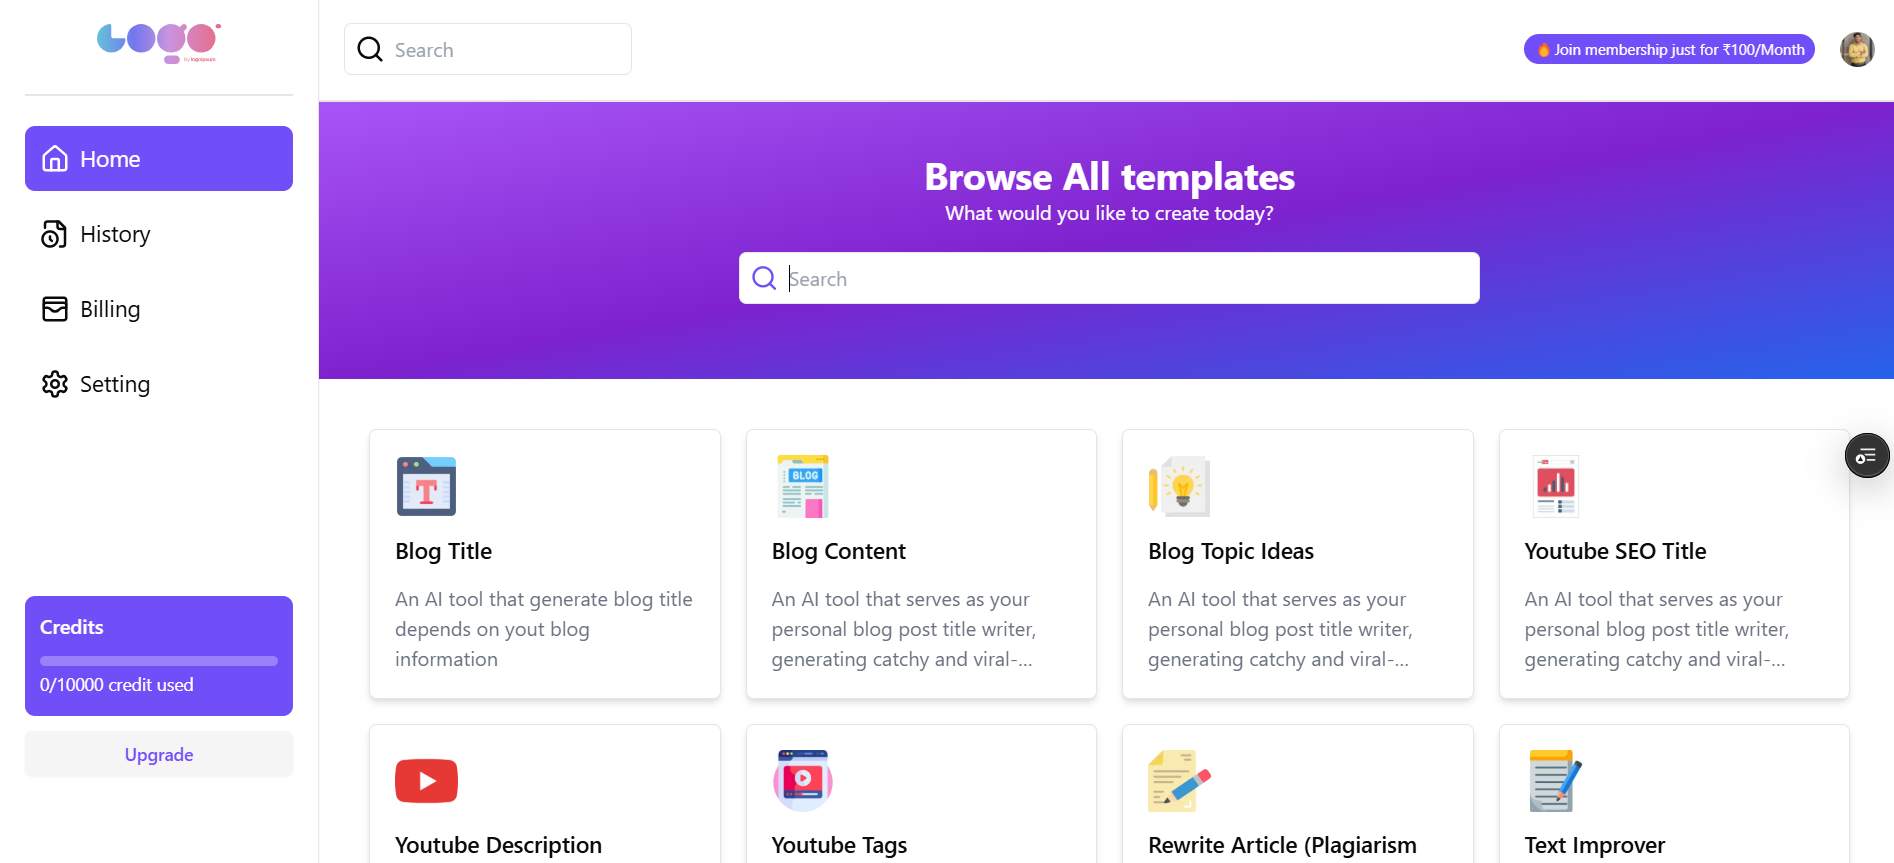 LOGO
by logoipsum
Search
🔥Join membership just for ₹100/Month
Home
History
Billing
Setting
Credits
0/10000 credit used
Upgrade
Browse All templates
What would you like to create today?
Search
T
Blog Title
An AI tool that generate blog title
depends on yout blog
information
BLOG
Blog Content
An AI tool that serves as your
personal blog post title writer,
generating catchy and viral-...
Blog Topic Ideas
An AI tool that serves as your
personal blog post title writer,
generating catchy and viral-...
Youtube SEO Title
An AI tool that serves as your
personal blog post title writer,
generating catchy and viral-...
Youtube Description
Youtube Tags
Rewrite Article (Plagiarism
Text Improver